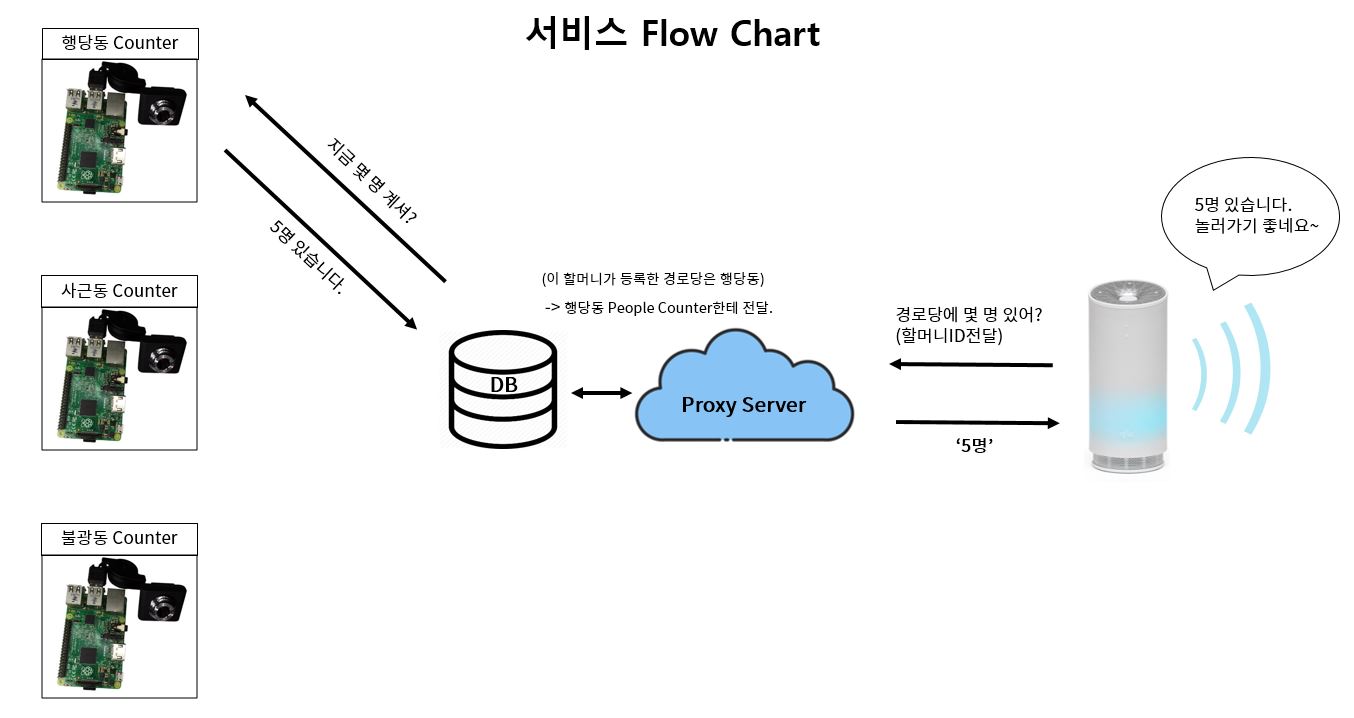 서비스 Flow Chart
행당동 Counter
지금 몇 명 계셔?
5명 있습니다.
5명 있습니다.
놀러가기 좋네요~
사근동 Counter
(이 할머니가 등록한 경로당은 행당동)
-> 행당동 People Counter한테 전달.
경로당에 몇 명 있어?
(할머니ID전달)
DB
Proxy Server
‘5명’
불광동 Counter